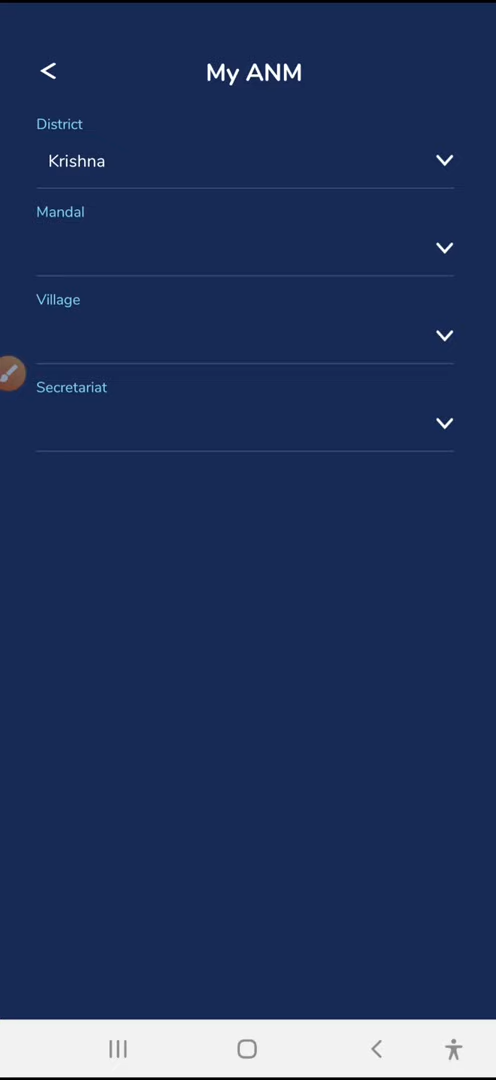 My ANM
District
Krishna
Mandal
Village
Secretariat